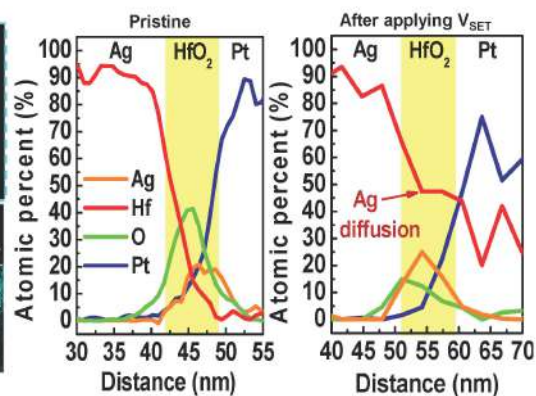 Pristine
Ag HfO₂ Pt
100
90
80
70
60
50
40
30
20
10
0
Atomic percent (%)
Ag
Hf
O
Pt
30 35 40 45 50 55
Distance (nm)
After applying V_SET
Ag HfO₂ Pt
100
90
80
70
60
50
40
30
20
10
0
Atomic percent (%)
Ag
diffusion
40 45 50 55 60 65 70
Distance (nm)